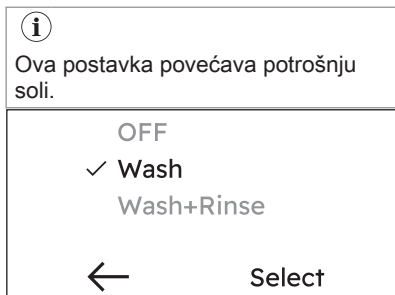 Ova postavka povećava potrošnju
soli.
OFF
✓ Wash
Wash+Rinse
← Select